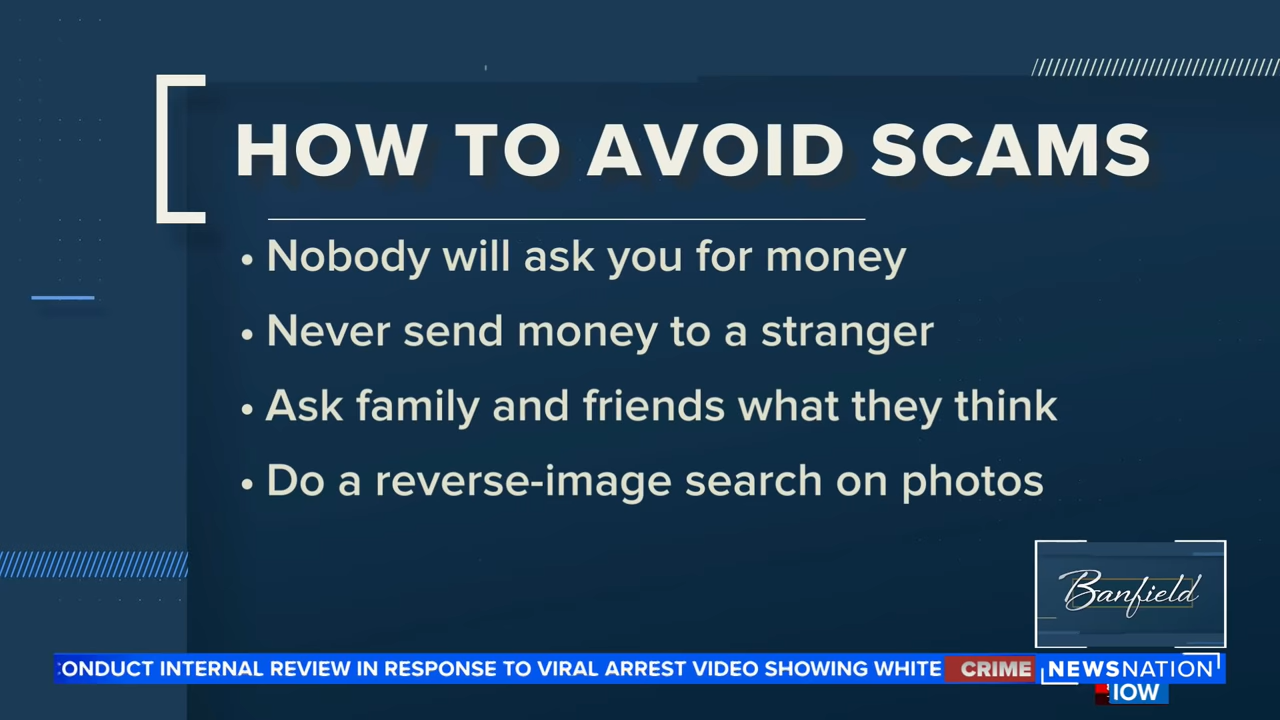 HOW TO AVOID SCAMS
• Nobody will ask you for money
• Never send money to a stranger
• Ask family and friends what they think
• Do a reverse-image search on photos
Banfield
INTERNAL REVIEW IN RESPONSE TO VIRAL ARREST VIDEO SHOWING WHITE CRIME NEWSNATION